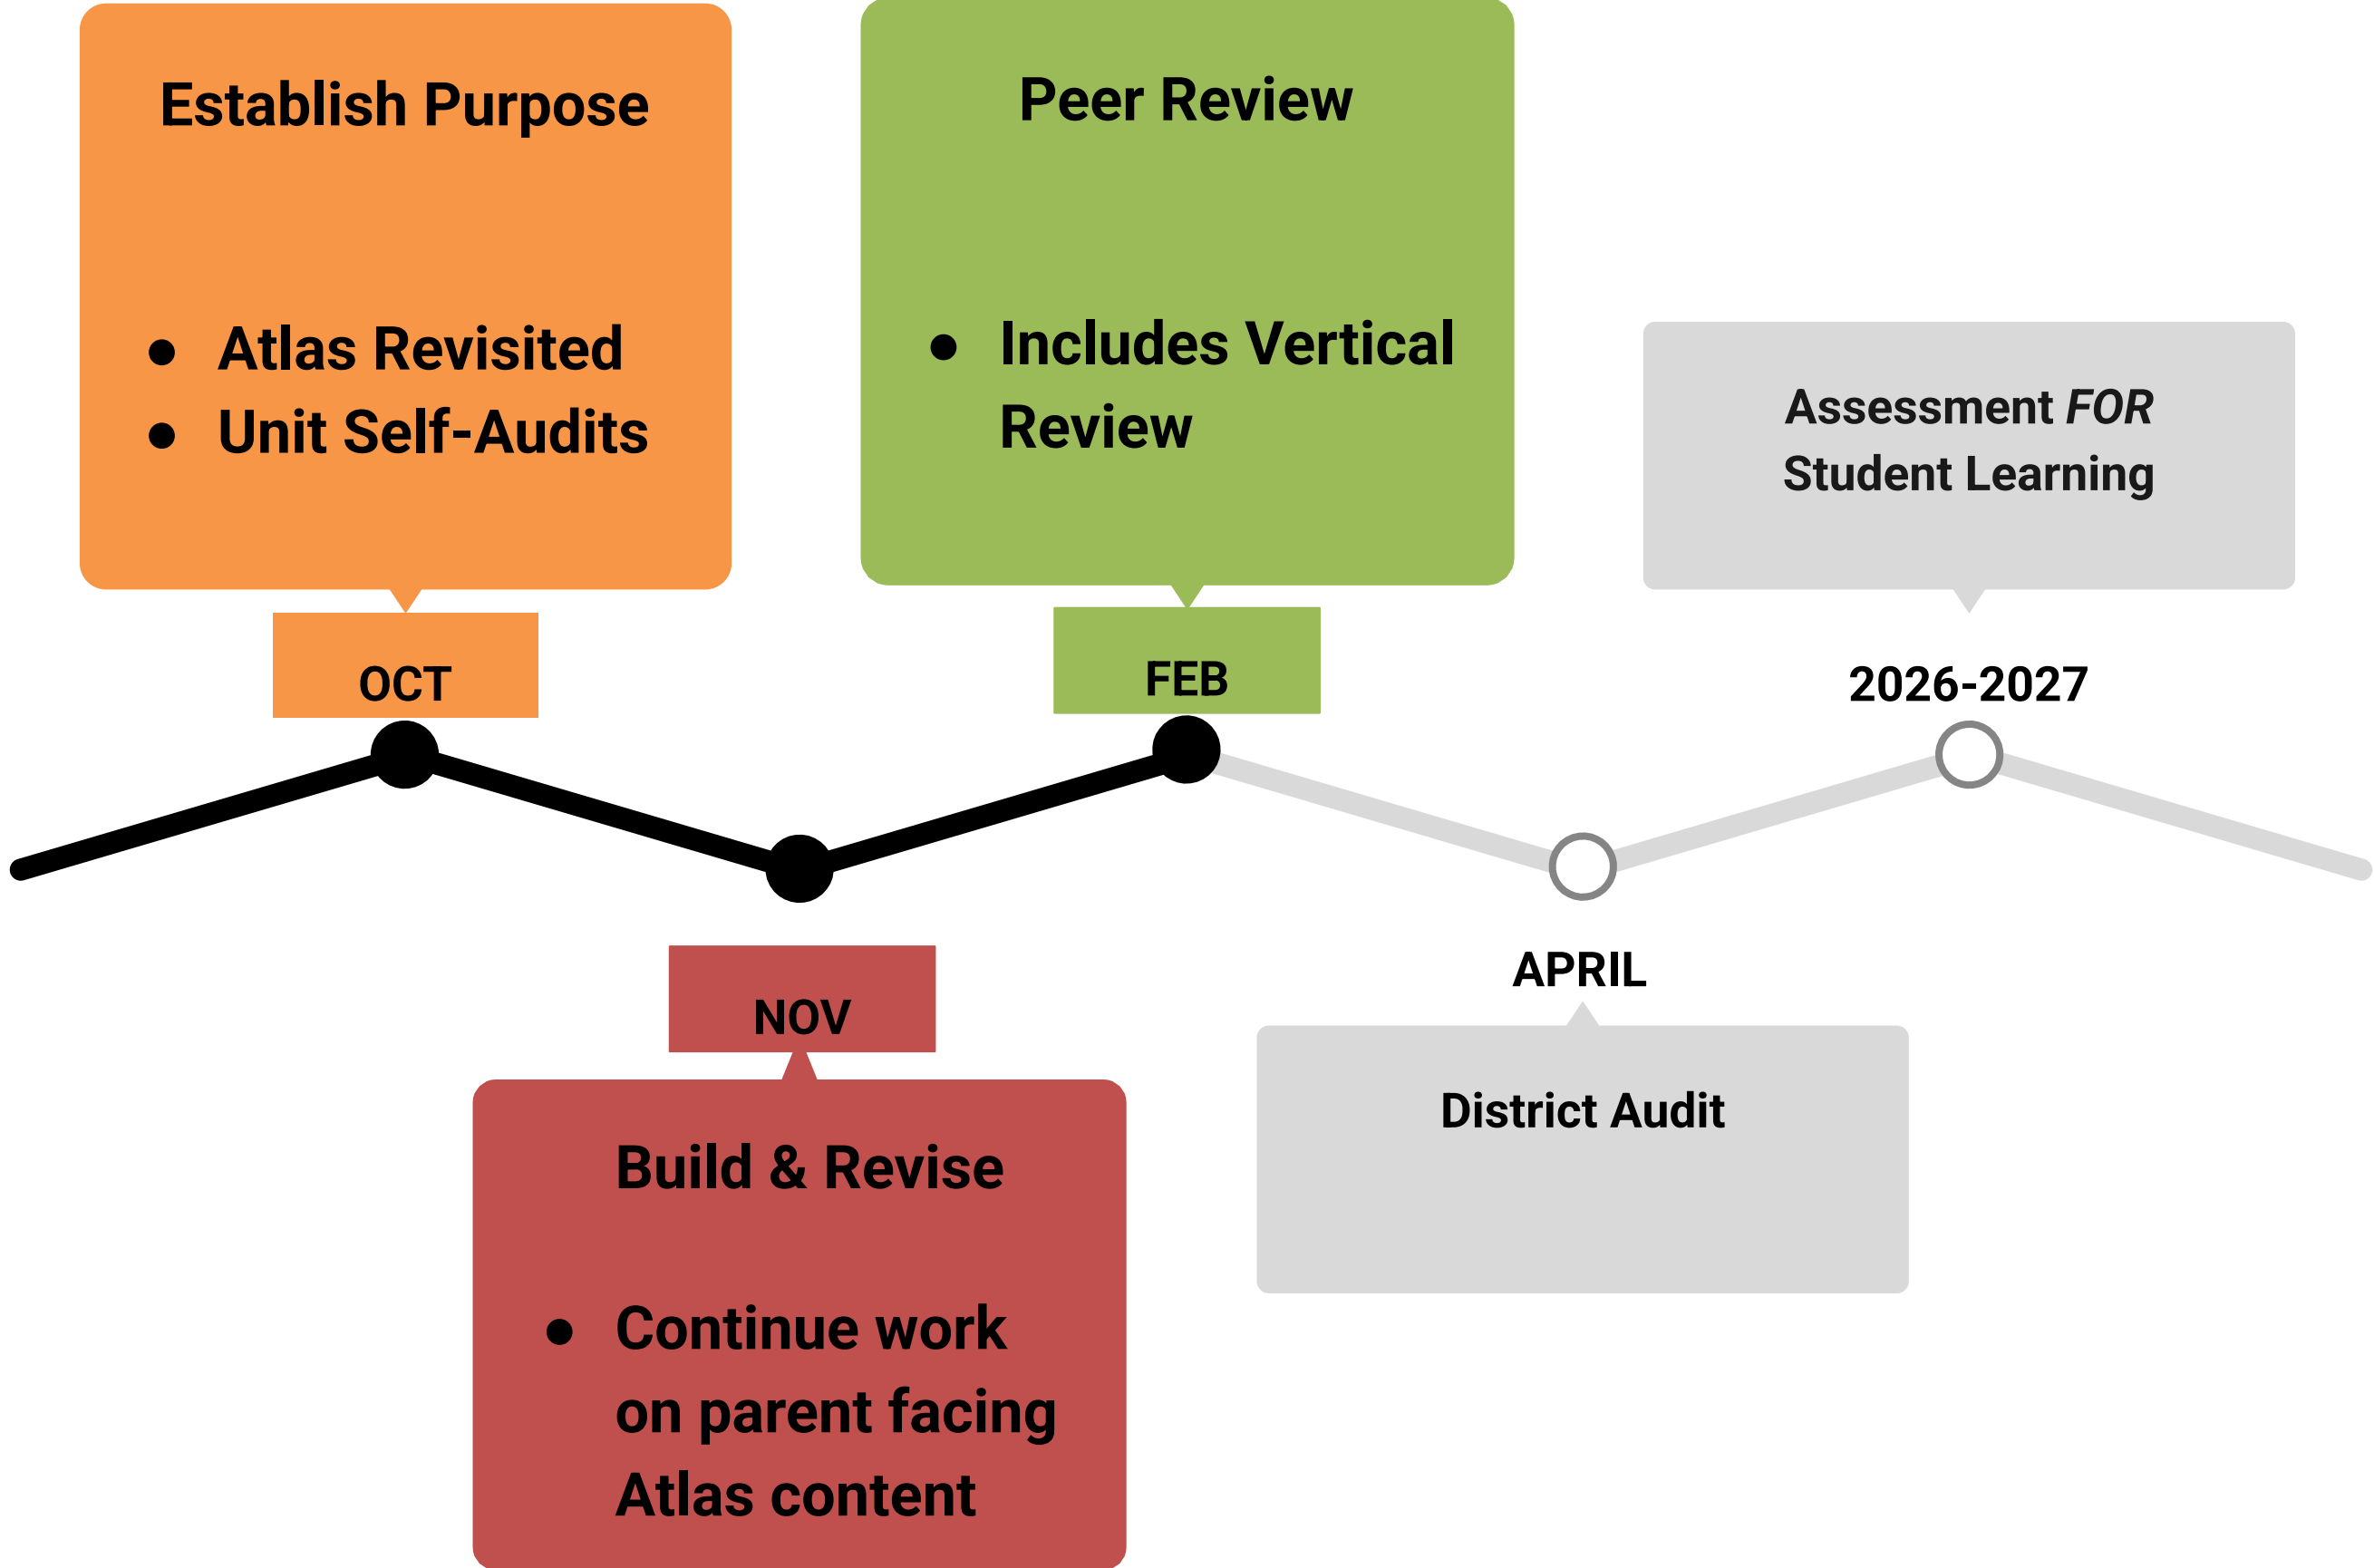 Establish Purpose
● Atlas Revisited
● Unit Self-Audits
OCT
NOV
Build & Revise
● Continue work
on parent facing
Atlas content
Peer Review
● Includes Vertical
Review
FEB
APRIL
District Audit
Assessment FOR
Student Learning
2026-2027